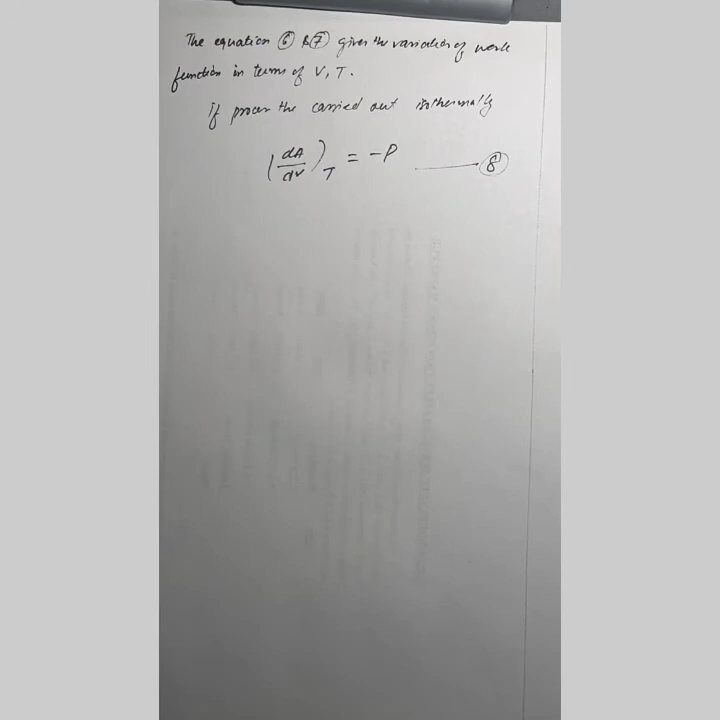 The equation ⑥ & ⑦ gives the variation of work
function in terms of V, T.
If process the carried out isothermally
(dA/dV)T = -P ⑧